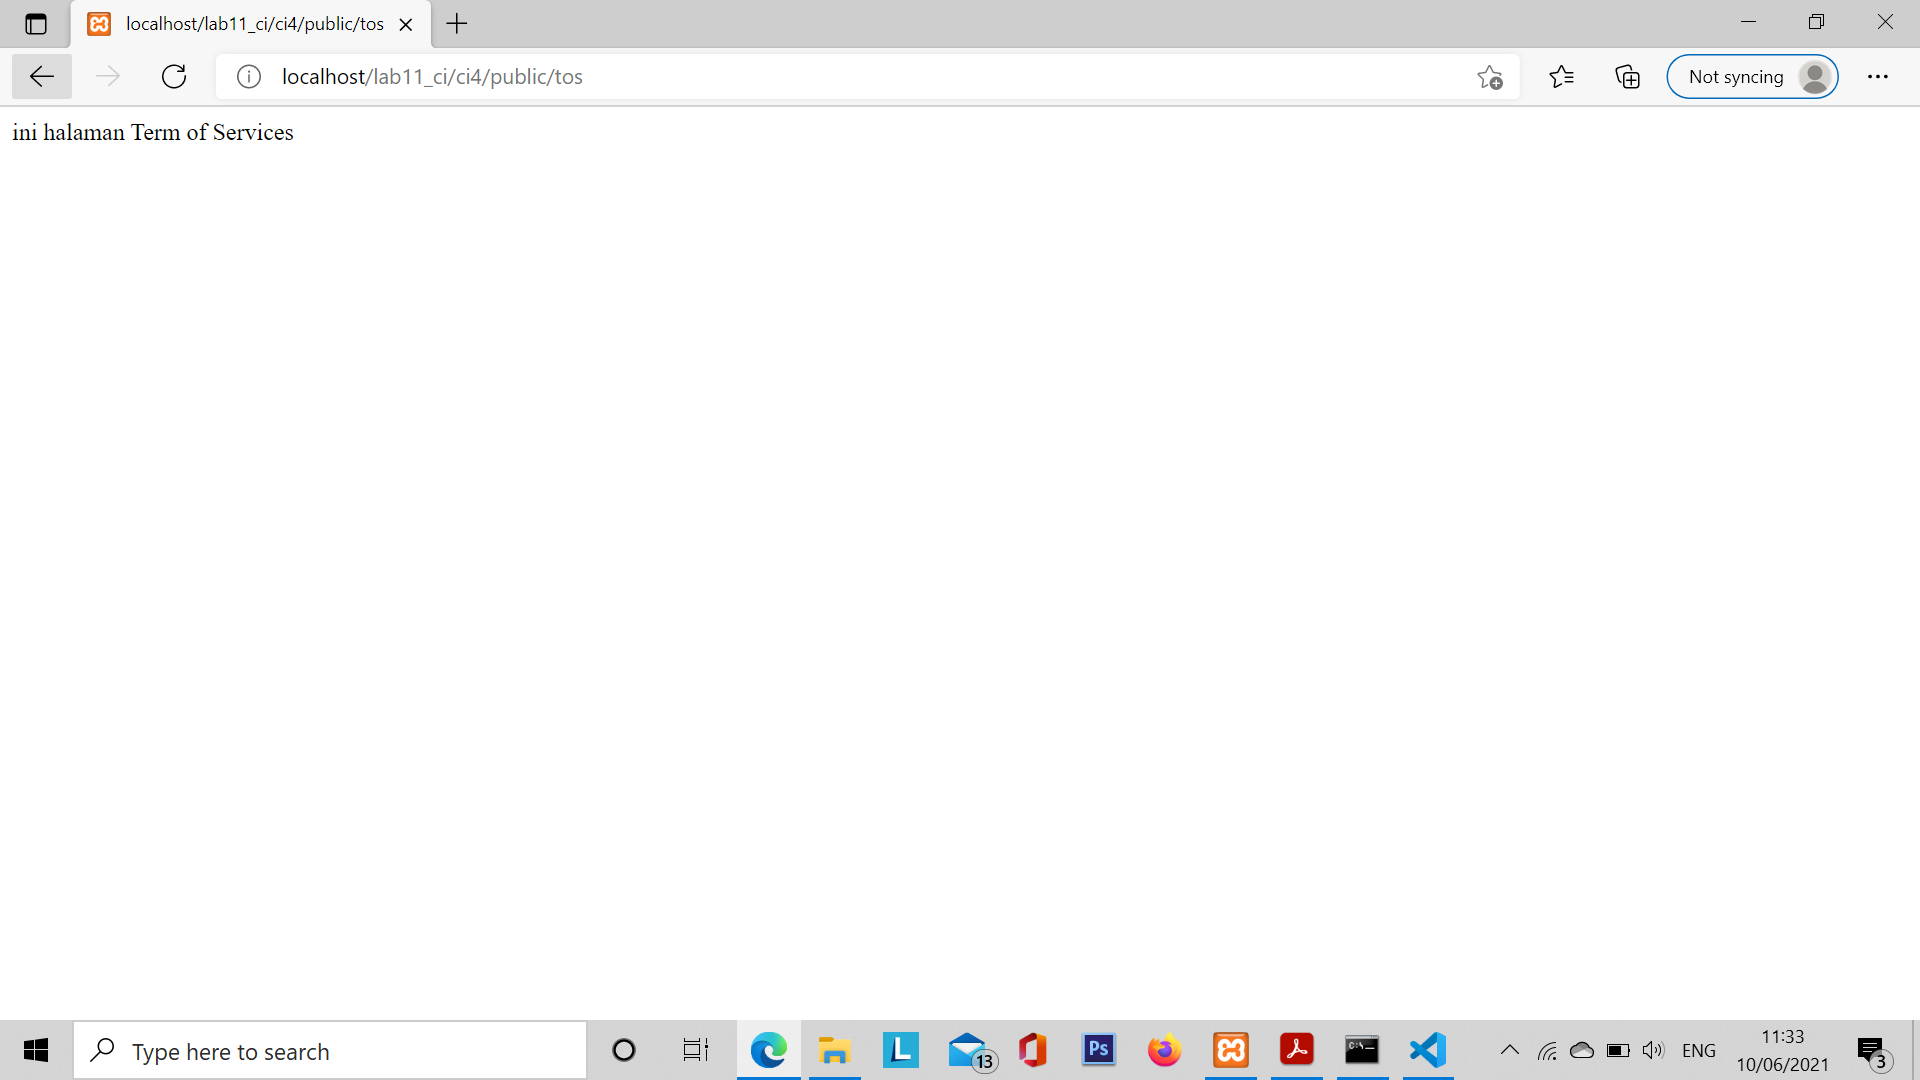 localhost/lab11_ci/ci4/public/tos
localhost/lab11_ci/ci4/public/tos
Not syncing
ini halaman Term of Services
Type here to search
L
13
Ps
C:\_
ENG
11:33
10/06/2021
3